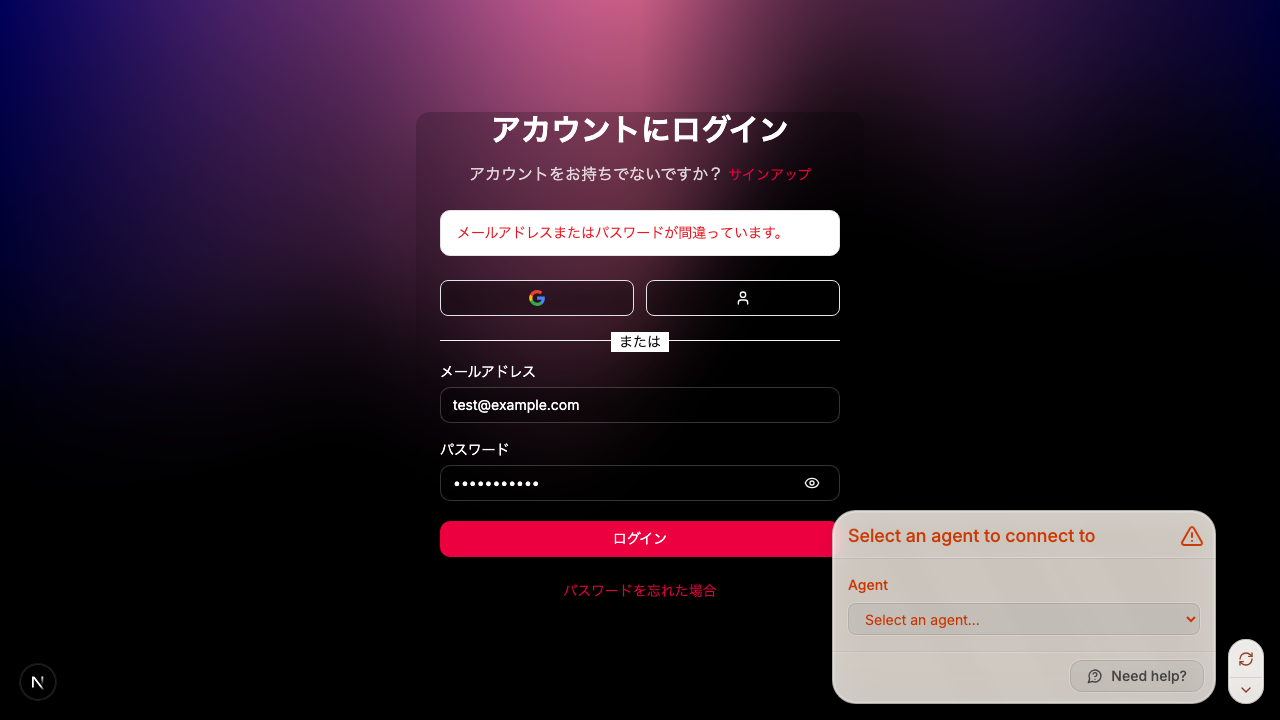 アカウントにログイン
アカウントをお持ちでないですか？ サインアップ
メールアドレスまたはパスワードが間違っています。
または
メールアドレス
test@example.com
パスワード
•••••••••••
ログイン
パスワードを忘れた場合
Select an agent to connect to
Agent
Select an agent...
Need help?
N